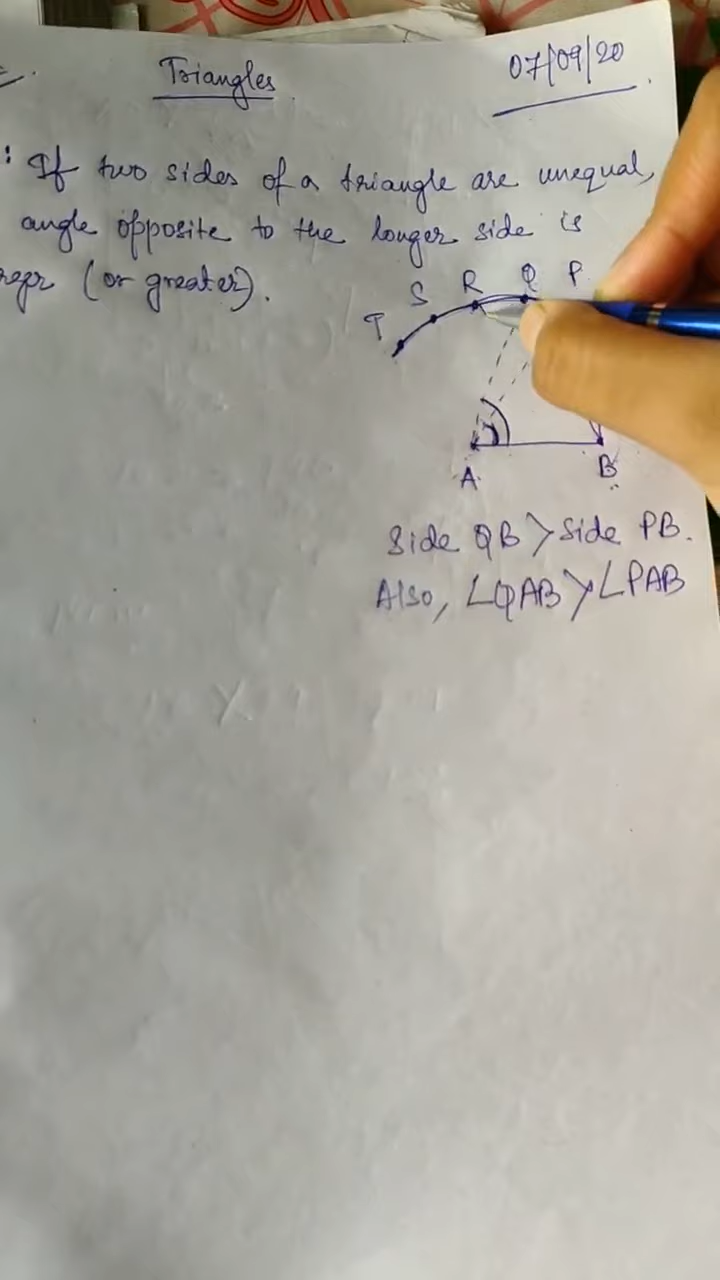 Triangles
07/09/20
: If two sides of a triangle are unequal,
angle opposite to the longer side is
(or greater).
T S R Q P
A B
Side QB > Side PB.
Also, ∠QAB > ∠PAB